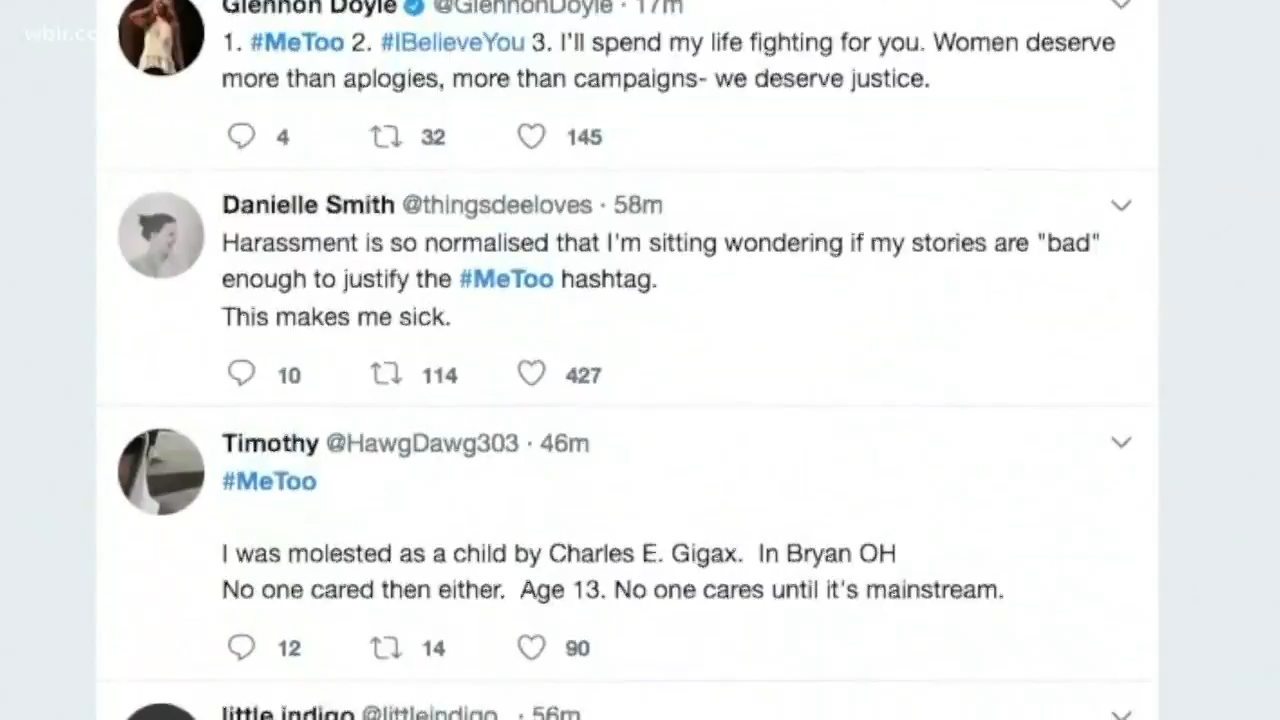 wbir.c
Glennon Doyle @GlennonDoyle · 17m
1. #MeToo 2. #IBelieveYou 3. I'll spend my life fighting for you. Women deserve
more than aplogies, more than campaigns- we deserve justice.
4 32 145
Danielle Smith @thingsdeeloves · 58m
Harassment is so normalised that I'm sitting wondering if my stories are "bad"
enough to justify the #MeToo hashtag.
This makes me sick.
10 114 427
Timothy @HawgDawg303 · 46m
#MeToo
I was molested as a child by Charles E. Gigax. In Bryan OH
No one cared then either. Age 13. No one cares until it's mainstream.
12 14 90
little indigo @littleindigo_ · 56m